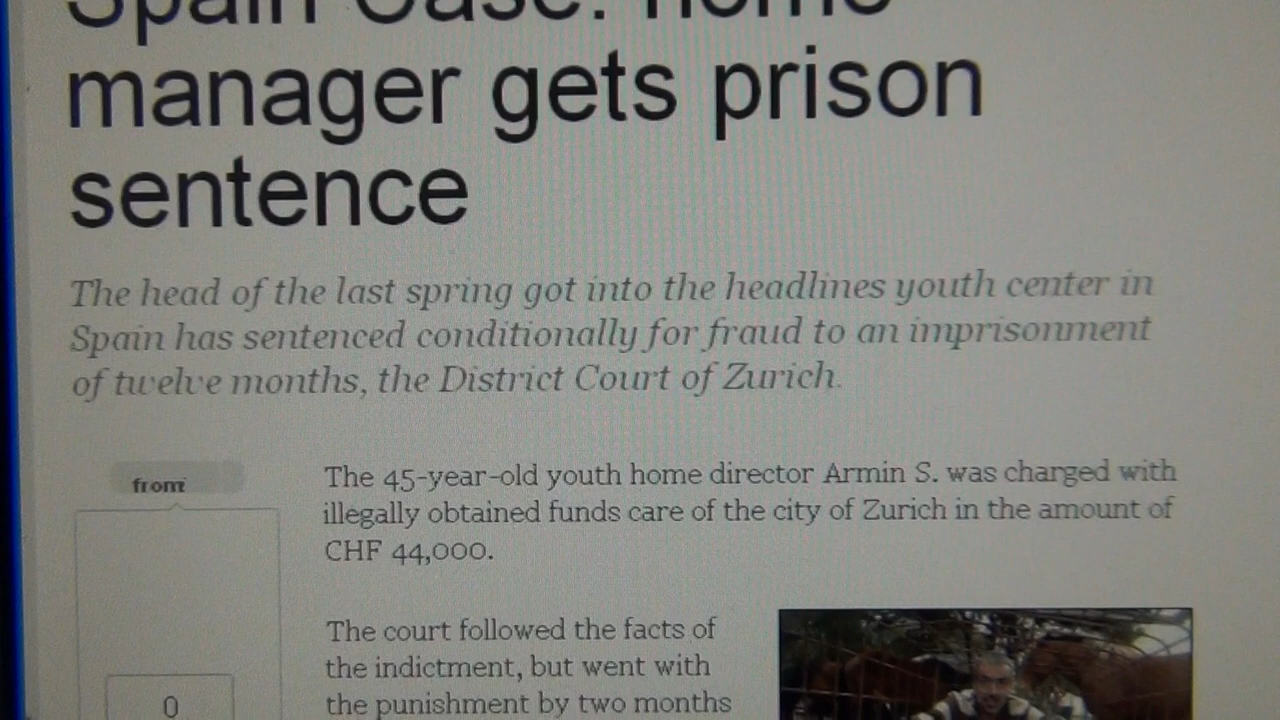 Spain Case: home
manager gets prison
sentence
The head of the last spring got into the headlines youth center in
Spain has sentenced conditionally for fraud to an imprisonment
of twelve months, the District Court of Zurich.
from
The 45-year-old youth home director Armin S. was charged with
illegally obtained funds care of the city of Zurich in the amount of
CHF 44,000.
The court followed the facts of
the indictment, but went with
the punishment by two months
0